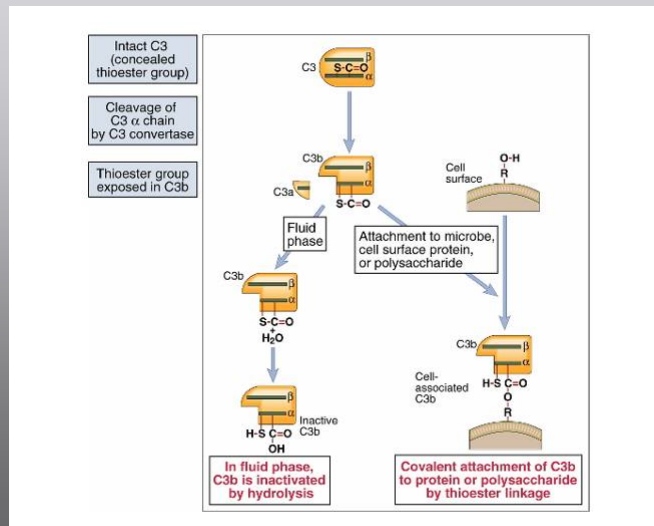 Intact C3
(concealed
thioester group)
Cleavage of
C3 α chain
by C3 convertase
Thioester group
exposed in C3b
C3
β
S-C=O
α
C3b
β
α
C3a
S-C=O
Cell
surface
O-H
R
Fluid
phase
Attachment to microbe,
cell surface protein,
or polysaccharide
C3b
β
α
S-C=O
+
H2O
β
α
Inactive
C3b
H-S C=O
OH
C3b
β
α
Cell-
associated
C3b
H-S C=O
O
R
In fluid phase,
C3b is inactivated
by hydrolysis
Covalent attachment of C3b
to protein or polysaccharide
by thioester linkage